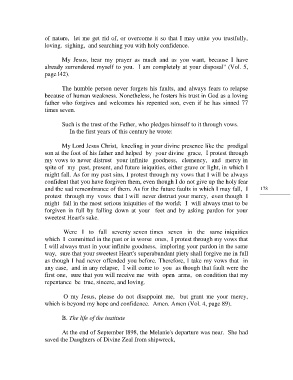 of nature, let me get rid of, or overcome it so that I may unite you trustfully,
loving, sighing, and searching you with holy confidence.
My Jesus, hear my prayer as much and as you want, because I have
already surrendered myself to you. I am completely at your disposal" (Vol. 5,
page 142).
The humble person never forgets his faults, and always fears to relapse
because of human weakness. Nonetheless, he fosters his trust in God as a loving
father who forgives and welcomes his repented son, even if he has sinned 77
times seven.
Such is the trust of the Father, who pledges himself to it through vows.
In the first years of this century he wrote:
My Lord Jesus Christ, kneeling in your divine presence like the prodigal
son at the foot of his father and helped by your divine grace, I protest through
my vows to never distrust your infinite goodness, clemency, and mercy in
spite of my past, present, and future iniquities, either grave or light, in which I
might fall. As for my past sins, I protest through my vows that I will be always
confident that you have forgiven them, even though I do not give up the holy fear
and the sad remembrance of them. As for the future faults in which I may fall, I
protest through my vows that I will never distrust your mercy, even though I
might fall in the most serious iniquities of the world; I will always trust to be
forgiven in full by falling down at your feet and by asking pardon for your
sweetest Heart's sake.
178
Were I to fall seventy times seven in the same iniquities
which I committed in the past or in worse ones, I protest through my vows that
I will always trust in your infinite goodness, imploring your pardon in the same
way, sure that your sweetest Heart's superabundant piety shall forgive me in full
as though I had never offended you before. Therefore, I take my vows that in
any case, and in any relapse, I will come to you as though that fault were the
first one, sure that you will receive me with open arms, on condition that my
repentance be true, sincere, and loving.
O my Jesus, please do not disappoint me, but grant me your mercy,
which is beyond my hope and confidence. Amen. Amen (Vol. 4, page 89).
B. The life of the institute
At the end of September 1898, the Melanie's departure was near. She had
saved the Daughters of Divine Zeal from shipwreck,